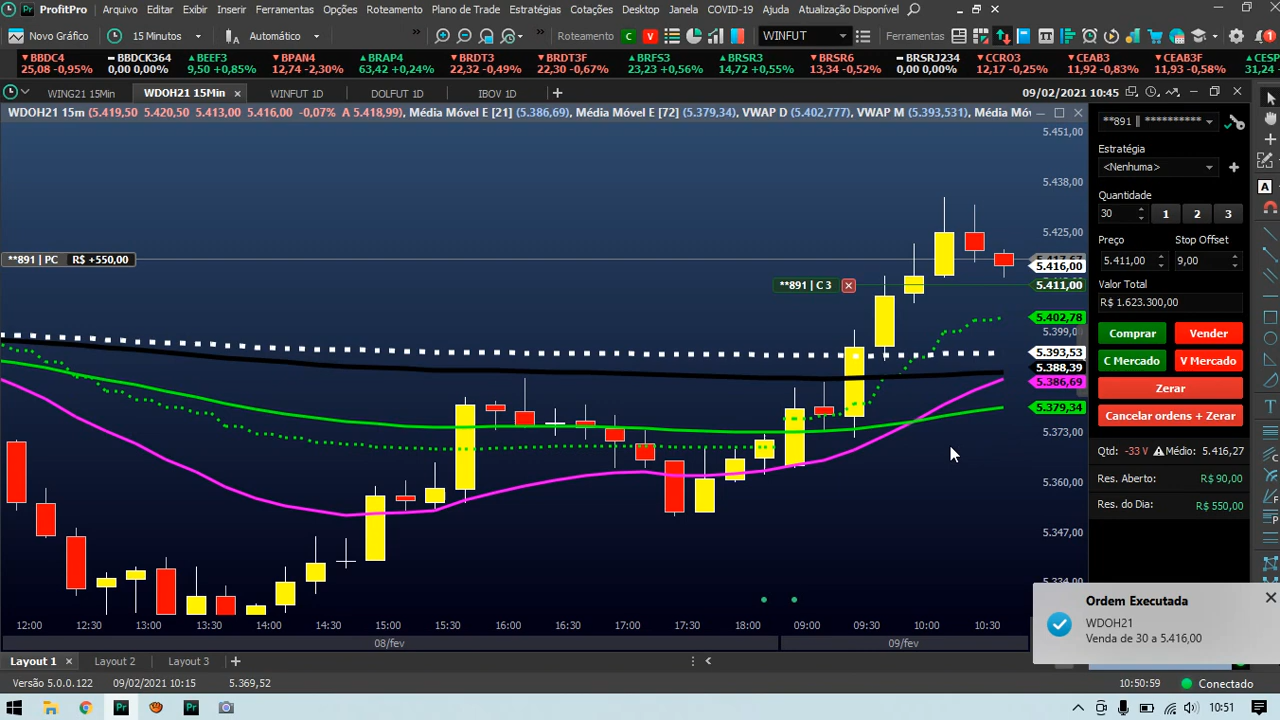 ProfitPro Arquivo Editar Exibir Inserir Ferramentas Opções Roteamento Plano de Trade Estratégias Cotações Desktop Janela COVID-19 Ajuda Atualização Disponível
Novo Gráfico 15 Minutos Automático Roteamento C V WINFUT Ferramentas
BBDC4 BBDCK364 BEEF3 BPAN4 BRAP4 BRDT3 BRDT3F BRFS3 BRSR3 BRSR6 BRSRJ234 CCRO3 CEAB3 CEAB3F CESP
25,08 -0,95% 0,00 0,00% 9,50 +0,85% 12,74 -2,30% 63,42 +0,24% 22,32 -0,49% 22,30 -0,67% 23,23 +0,56% 14,72 +0,55% 13,34 -0,52% 0,00 0,00% 12,17 -0,25% 11,92 -0,83% 11,93 -0,58% 31,24
WING21 15Min WDOH21 15Min WINFUT 1D DOLFUT 1D IBOV 1D 09/02/2021 10:45
WDOH21 15m (5.419,50 5.420,50 5.413,00 5.416,00 -0,07% A 5.418,99), Média Móvel E [21] (5.386,69), Média Móvel E [72] (5.379,34), VWAP D (5.402,777), VWAP M (5.393,531), Média Móv
5.451,00
5.438,00
5.425,00
**891 | PC R$ +550,00
5.416,00
**891 | C 3 5.411,00
5.402,78
5.399,0
5.393,53
5.388,39
5.386,69
5.379,34
5.373,00
5.360,00
5.347,00
5.334,00
12:00 12:30 13:00 13:30 14:00 14:30 15:00 15:30 16:00 16:30 17:00 17:30 18:00 09:30 10:00 10:30
08/fev 09/fev
**891 || **********
Estratégia
<Nenhuma>
Quantidade
30 1 2 3
Preço Stop Offset
5.411,00 9,00
Valor Total
R$ 1.623.300,00
Comprar Vender
C Mercado V Mercado
Zerar
Cancelar ordens + Zerar
Qtd: -33 V Médio: 5.416,27
Res. Aberto: R$ 90,00
Res. do Dia: R$ 550,00
Ordem Executada
WDOH21
Venda de 30 a 5.416,00
Layout 1 Layout 2 Layout 3
Versão 5.0.0.122 09/02/2021 10:15 5.369,52 10:50:59 Conectado
10:51